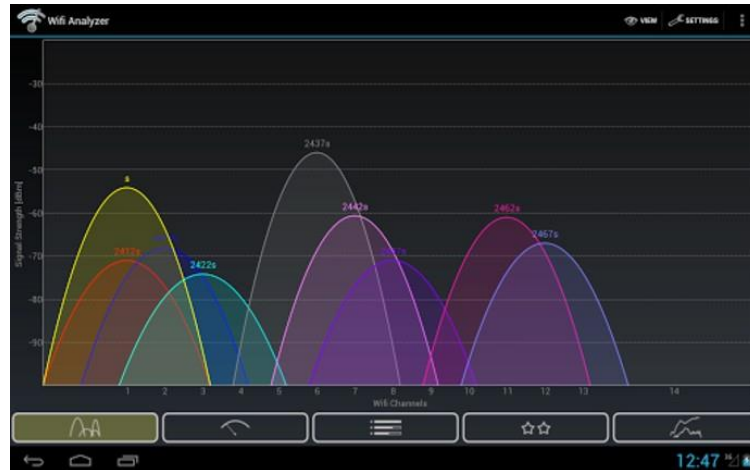 Wifi Analyzer
VIEW
SETTINGS
-30
-40
-50
-60
-70
-80
-90
Signal Strength [dBm]
s
2412s
2422s
2437s
2442s
2462s
2467s
1 2 3 4 5 6 7 8 9 10 11 12 13 14
Wifi Channels
12:47